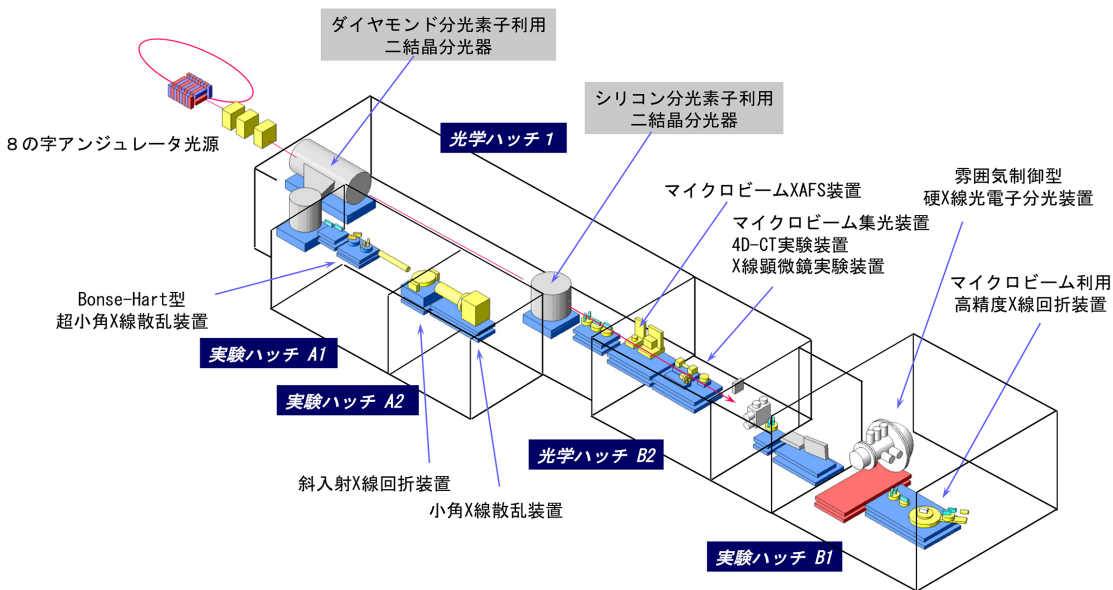 ダイヤモンド分光素子利用
二結晶分光器
８の字アンジュレータ光源
光学ハッチ 1
シリコン分光素子利用
二結晶分光器
マイクロビームXAFS装置
マイクロビーム集光装置
4D-CT実験装置
X線顕微鏡実験装置
雰囲気制御型
硬X線光電子分光装置
マイクロビーム利用
高精度X線回折装置
Bonse-Hart型
超小角X線散乱装置
実験ハッチ A1
実験ハッチ A2
光学ハッチ B2
斜入射X線回折装置
小角X線散乱装置
実験ハッチ B1